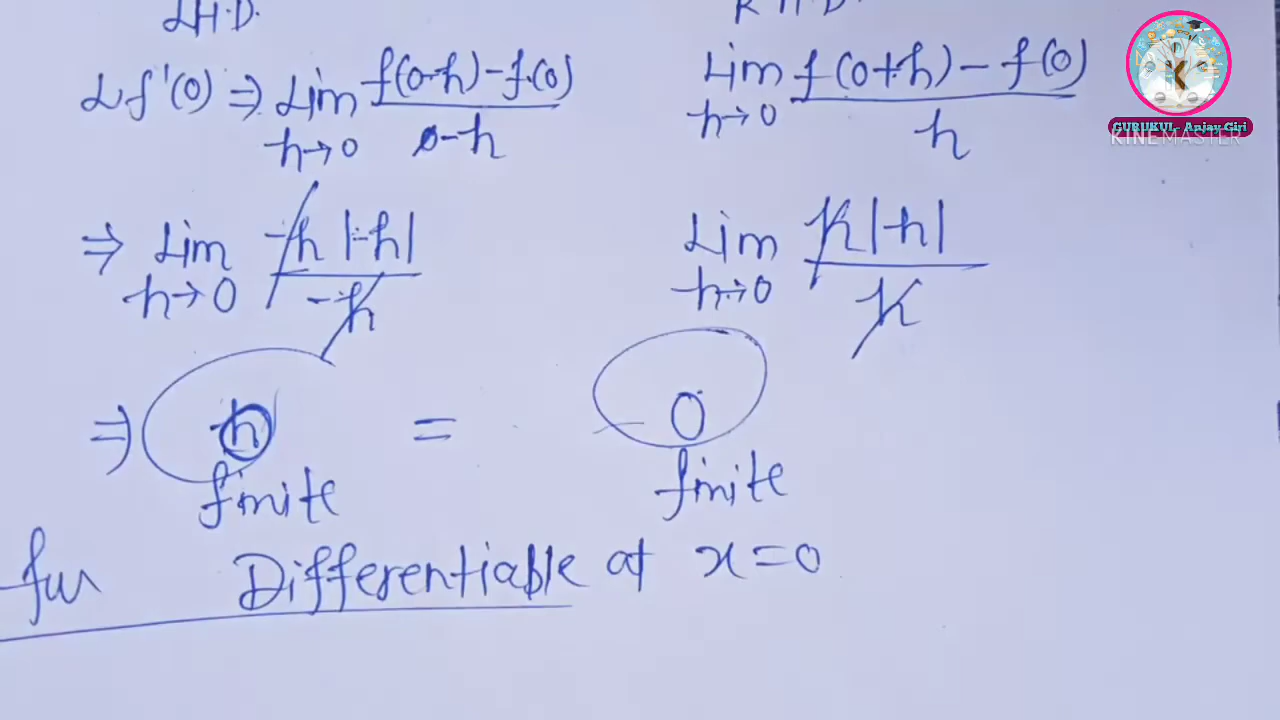 L.H.D. R.H.D.
Lf'(0) ⇒ Lim h→0 f(0-h) - f(0) / 0-h Lim h→0 f(0+h) - f(0) / h
⇒ Lim h→0 -h |-h| / -h Lim h→0 h |h| / h
⇒ h = 0
finite finite
fun Differentiable at x=0
GURUKUL - Anjay Giri
KINEMASTER